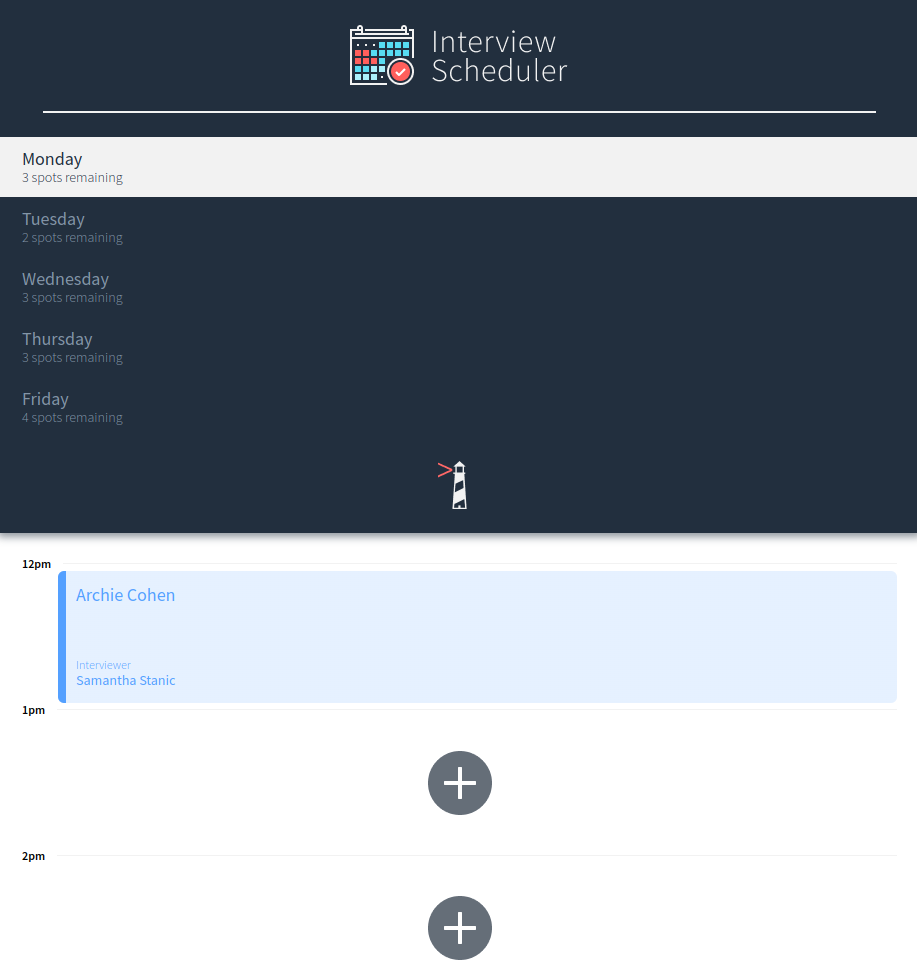 Interview
Scheduler
Monday
3 spots remaining
Tuesday
2 spots remaining
Wednesday
3 spots remaining
Thursday
3 spots remaining
Friday
4 spots remaining
12pm
Archie Cohen
Interviewer
Samantha Stanic
1pm
2pm